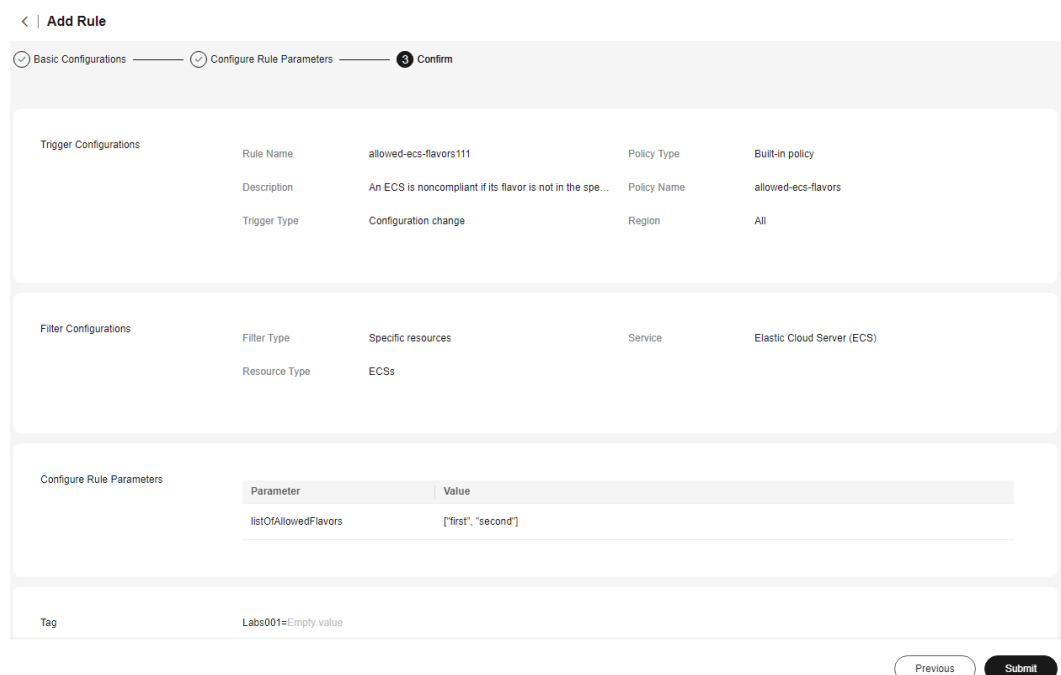 Add Rule
Basic Configurations
Configure Rule Parameters
3 Confirm
Trigger Configurations
Rule Name allowed-ecs-flavors111 Policy Type Built-in policy
Description An ECS is noncompliant if its flavor is not in the spe... Policy Name allowed-ecs-flavors
Trigger Type Configuration change Region All
Filter Configurations
Filter Type Specific resources Service Elastic Cloud Server (ECS)
Resource Type ECSs
Configure Rule Parameters
Parameter Value
listOfAllowedFlavors ["first", "second"]
Tag Labs001=Empty value
Previous Submit